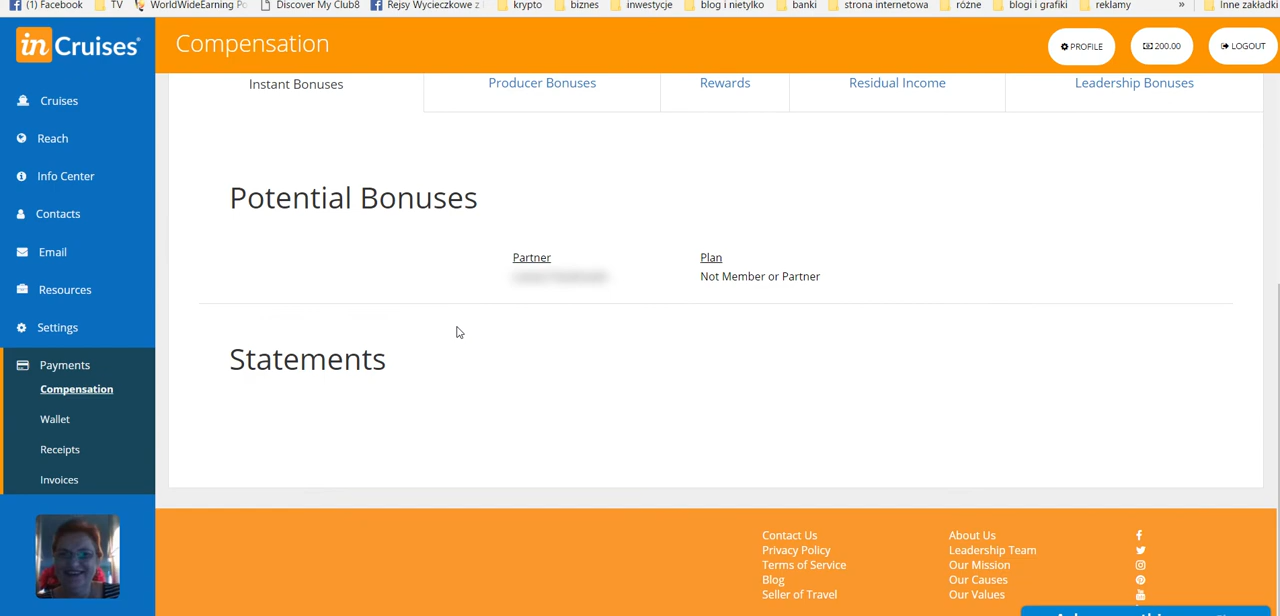 (1) Facebook TV WorldWideEarning Po Discover My Club8 Rejsy Wycieczkowe z krypto biznes inwestycje blog i nietylko banki strona internetowa różne blogi i grafiki reklamy » Inne zakładki
inCruises®
Compensation
PROFILE
200.00
LOGOUT
Cruises
Reach
Info Center
Contacts
Email
Resources
Settings
Payments
Compensation
Wallet
Receipts
Invoices
Instant Bonuses
Producer Bonuses
Rewards
Residual Income
Leadership Bonuses
Potential Bonuses
Partner
Plan
Not Member or Partner
Statements
Contact Us
Privacy Policy
Terms of Service
Blog
Seller of Travel
About Us
Leadership Team
Our Mission
Our Causes
Our Values